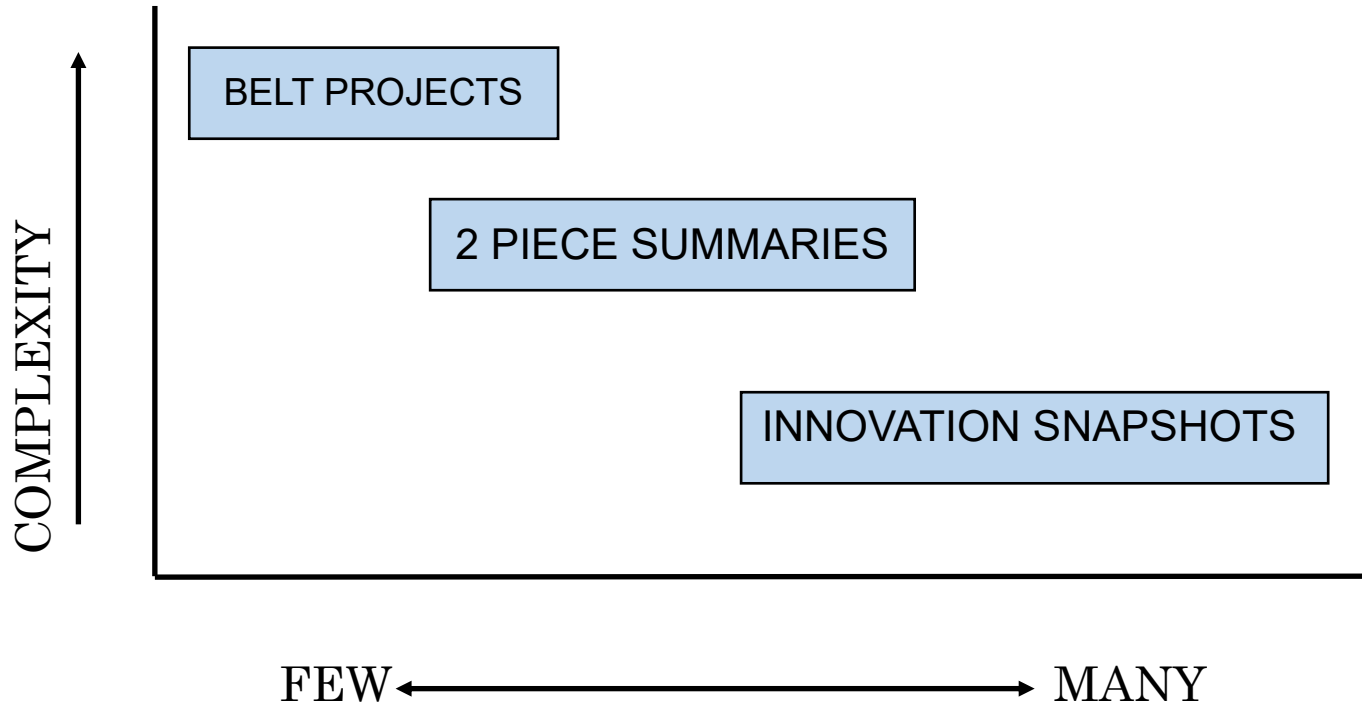 BELT PROJECTS
2 PIECE SUMMARIES
INNOVATION SNAPSHOTS
COMPLEXITY
FEW
MANY